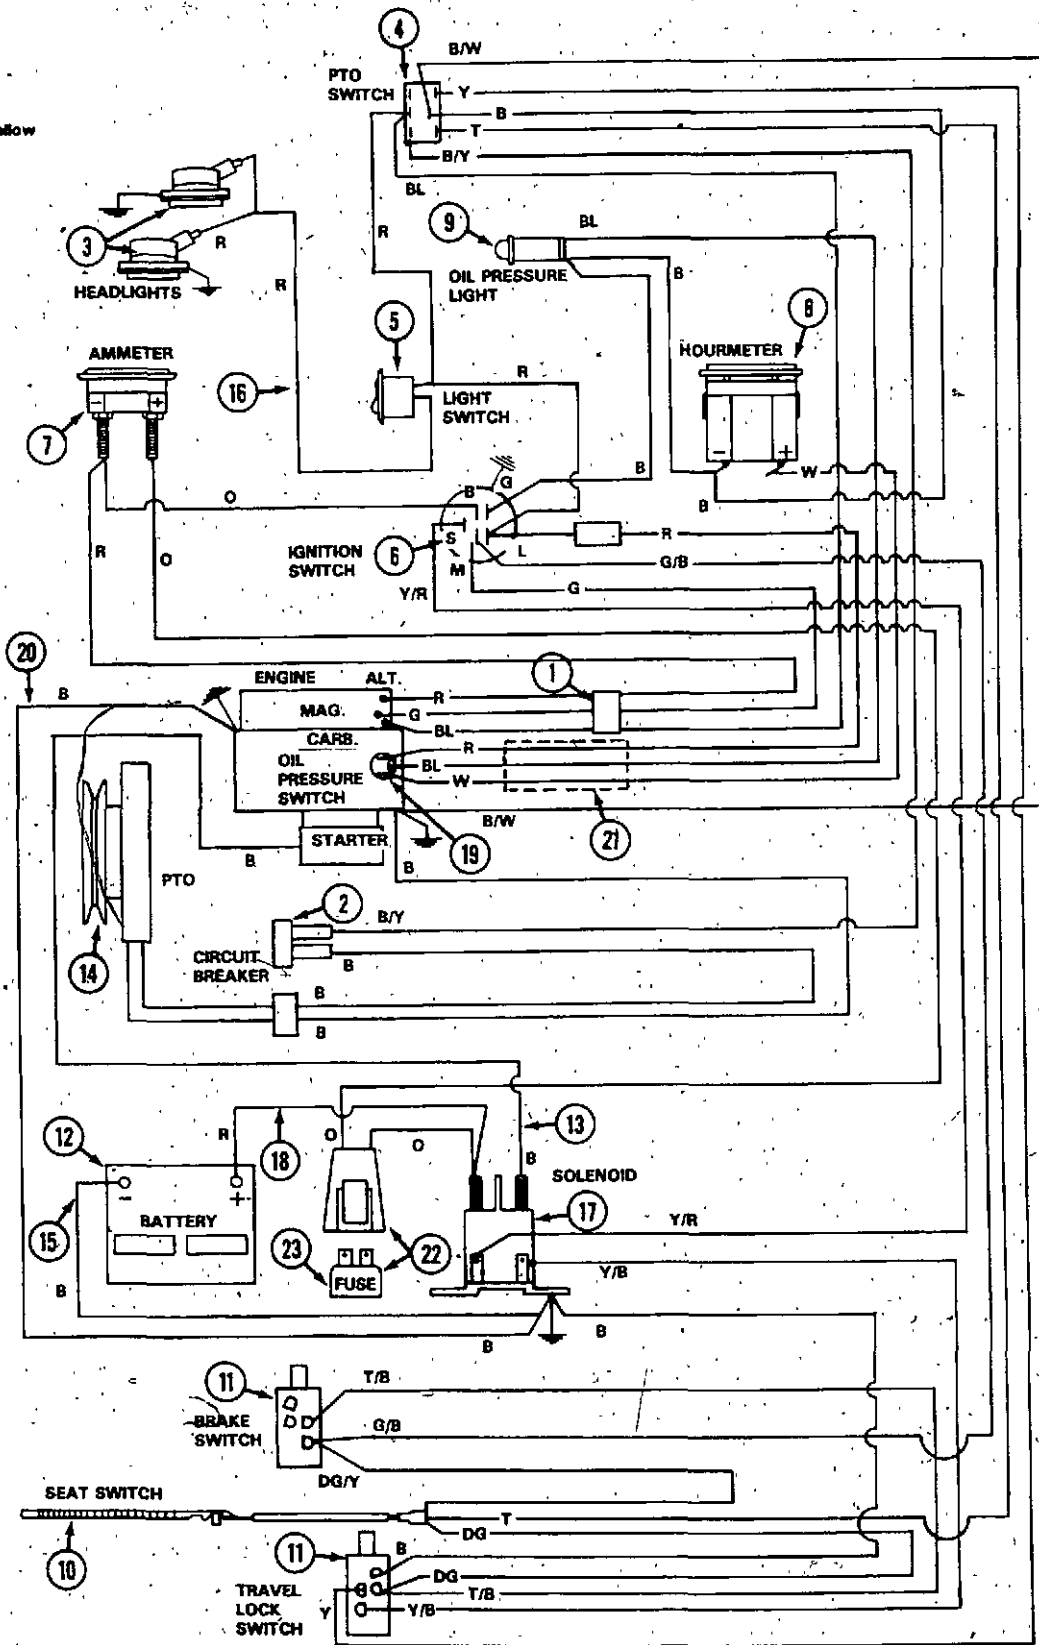 4
B/W
PTO
SWITCH
Y
B
T
B/Y
BL
3
R
HEADLIGHTS
R
R
9
BL
OIL PRESSURE
LIGHT
B
8
HOURMETER
- +
W
B
AMMETER
- +
7
16
5
R
LIGHT
SWITCH
B
O
B G
S
L
M
IGNITION
SWITCH
6
R
G/B
G
Y/R
R
O
20
B
ENGINE
ALT.
MAG.
R
G
BL
1
CARB.
OIL
PRESSURE
SWITCH
R
BL
W
21
B/W
STARTER
19
B
B
PTO
14
2
B/Y
CIRCUIT
BREAKER
B
B
B
12
R
18
O
O
13
B
SOLENOID
17
- +
BATTERY
15
B
23
FUSE
22
Y/R
Y/B
B
B
11
T/B
BRAKE
SWITCH
G/B
DG/Y
SEAT SWITCH
10
T
DG
11
B
DG
T/B
TRAVEL
LOCK
SWITCH
Y
Y/B